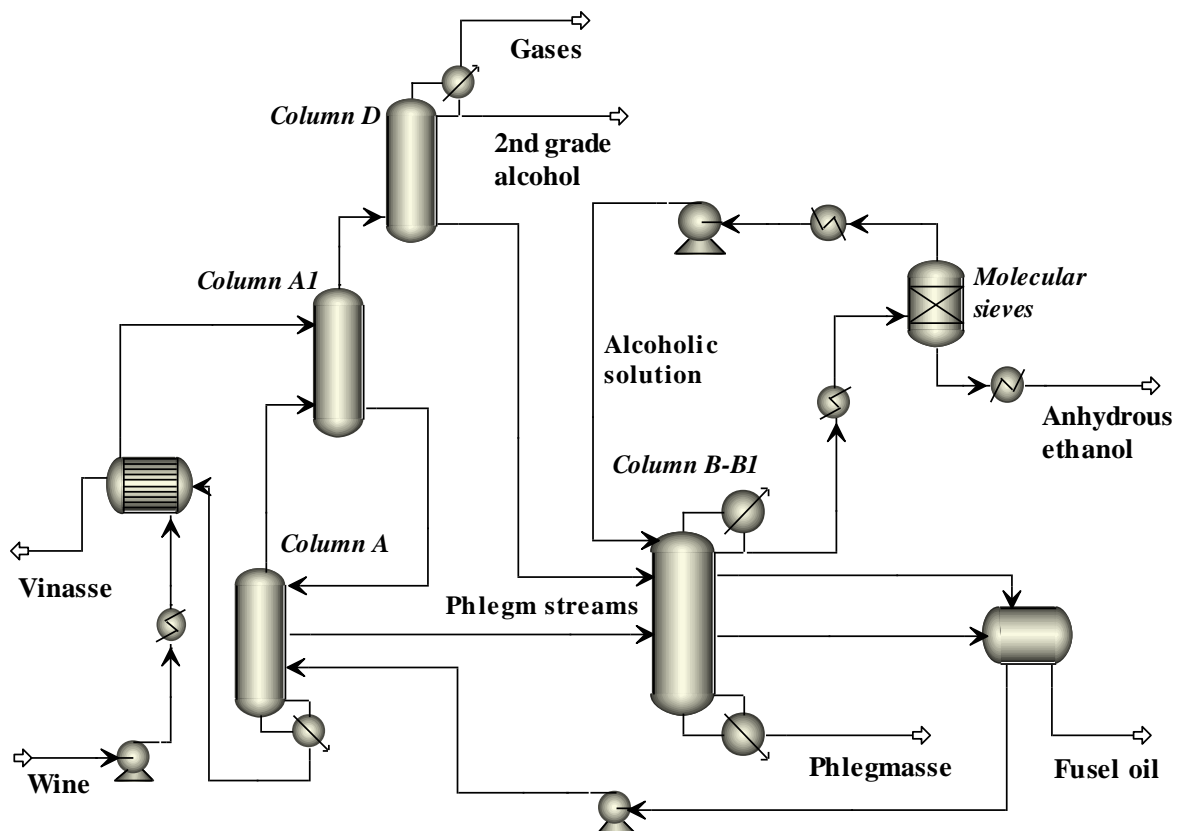 Gases
Column D
2nd grade
alcohol
Column A1
Molecular
sieves
Alcoholic
solution
Anhydrous
ethanol
Column B-B1
Column A
Vinasse
Phlegm streams
Wine
Phlegmasse
Fusel oil